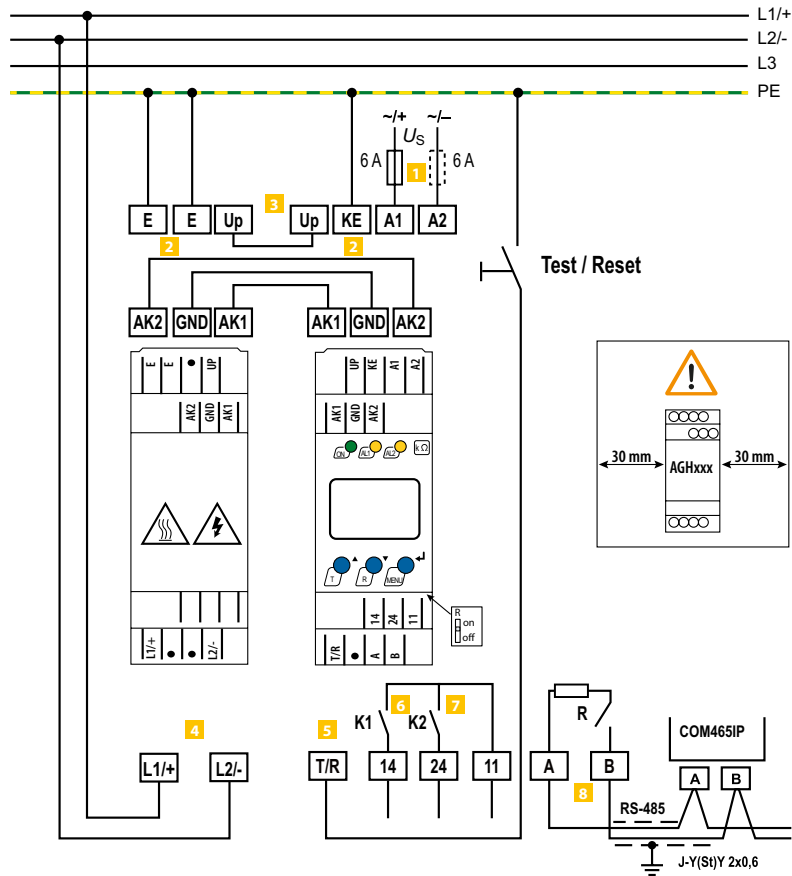 L1/+
L2/-
L3
PE
~/+ ~/–
US
6 A 1 6 A
3
E E Up Up KE A1 A2
2 2
Test / Reset
AK2 GND AK1 AK1 GND AK2
E E UP
AK2 GND AK1
UP KE A1 A2
AK1 GND AK2
ON AL1 AL2 kΩ
T R MENU
14 24 11
T/R A B
L1/+ L2/-
R
on
off
30 mm AGHxxx 30 mm
4
L1/+ L2/-
5 6 7
K1 K2
T/R 14 24 11
R
A B
8
COM465IP
A B
RS-485
J-Y(St)Y 2x0,6